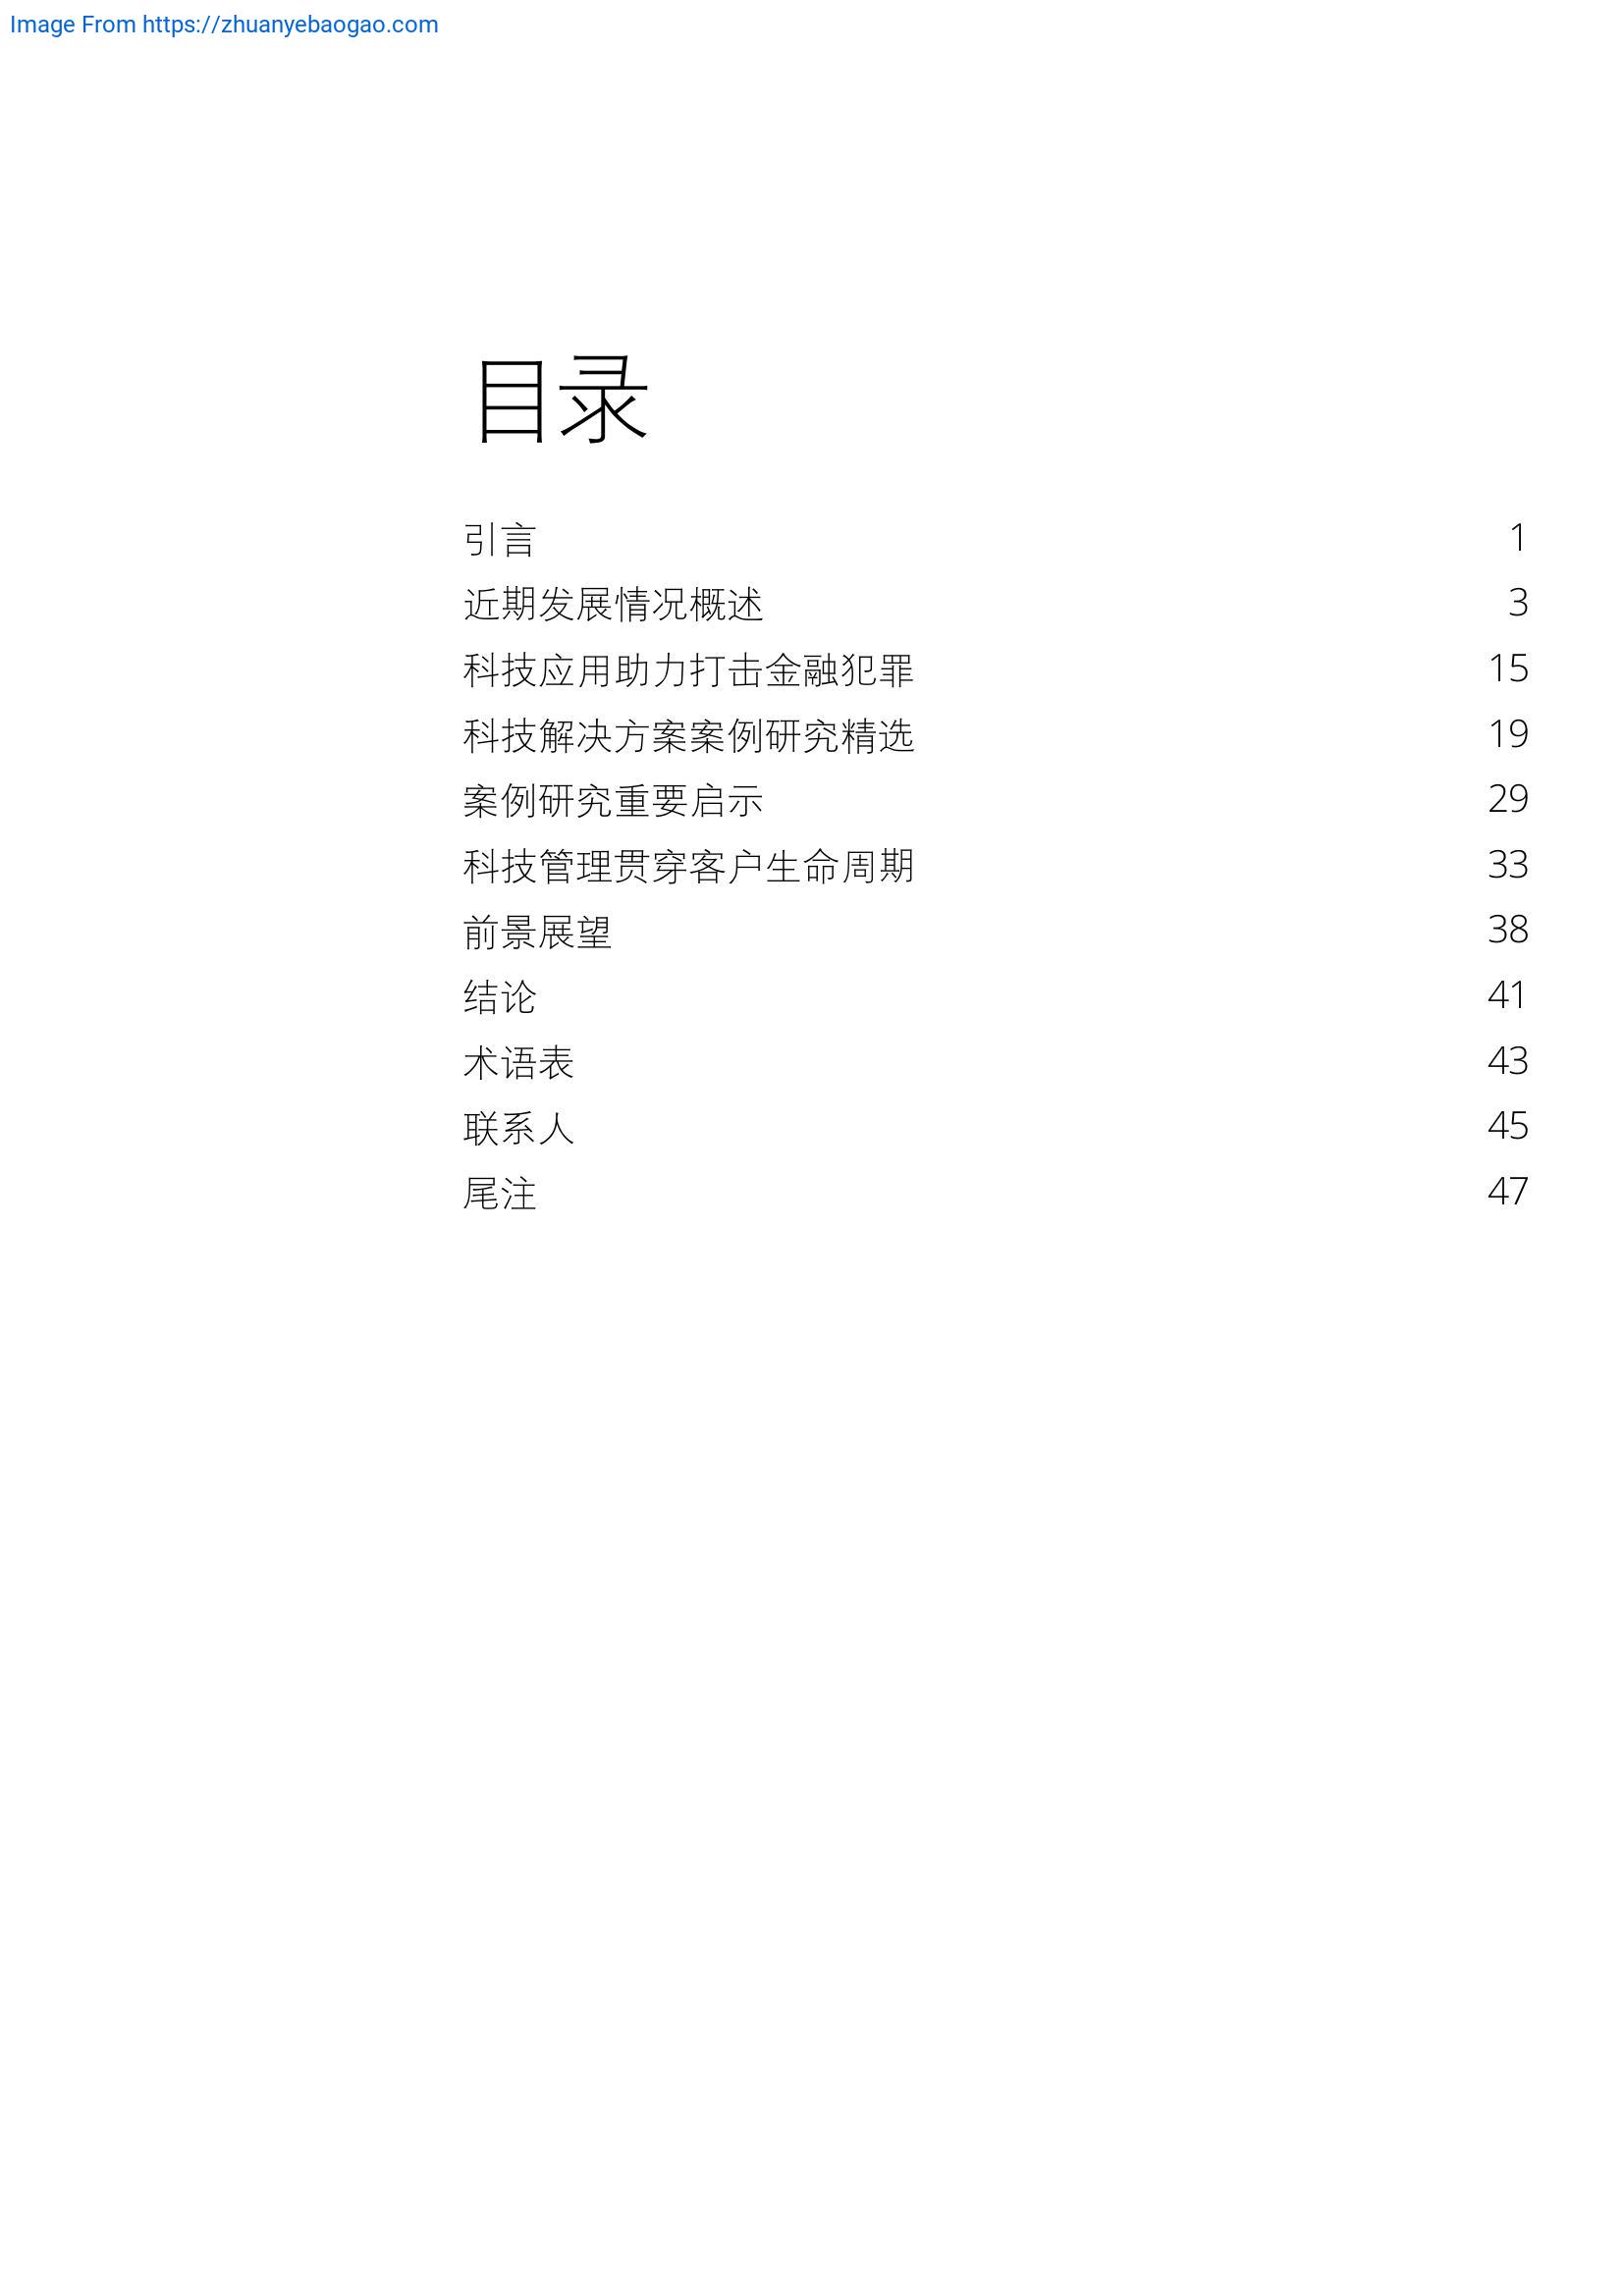 Image From https://zhuanyebaogao.com
目录
引言 1
近期发展情况概述 3
科技应用助力打击金融犯罪 15
科技解决方案案例研究精选 19
案例研究重要启示 29
科技管理贯穿客户生命周期 33
前景展望 38
结论 41
术语表 43
联系人 45
尾注 47